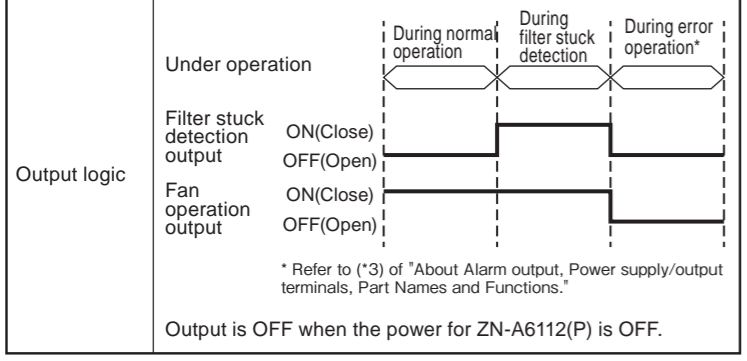 Output logic
Under operation
During normal
operation
During
filter stuck
detection
During error
operation*
Filter stuck
detection
output
ON(Close)
OFF(Open)
Fan
operation
output
ON(Close)
OFF(Open)
* Refer to (*3) of "About Alarm output, Power supply/output
terminals, Part Names and Functions."
Output is OFF when the power for ZN-A6112(P) is OFF.